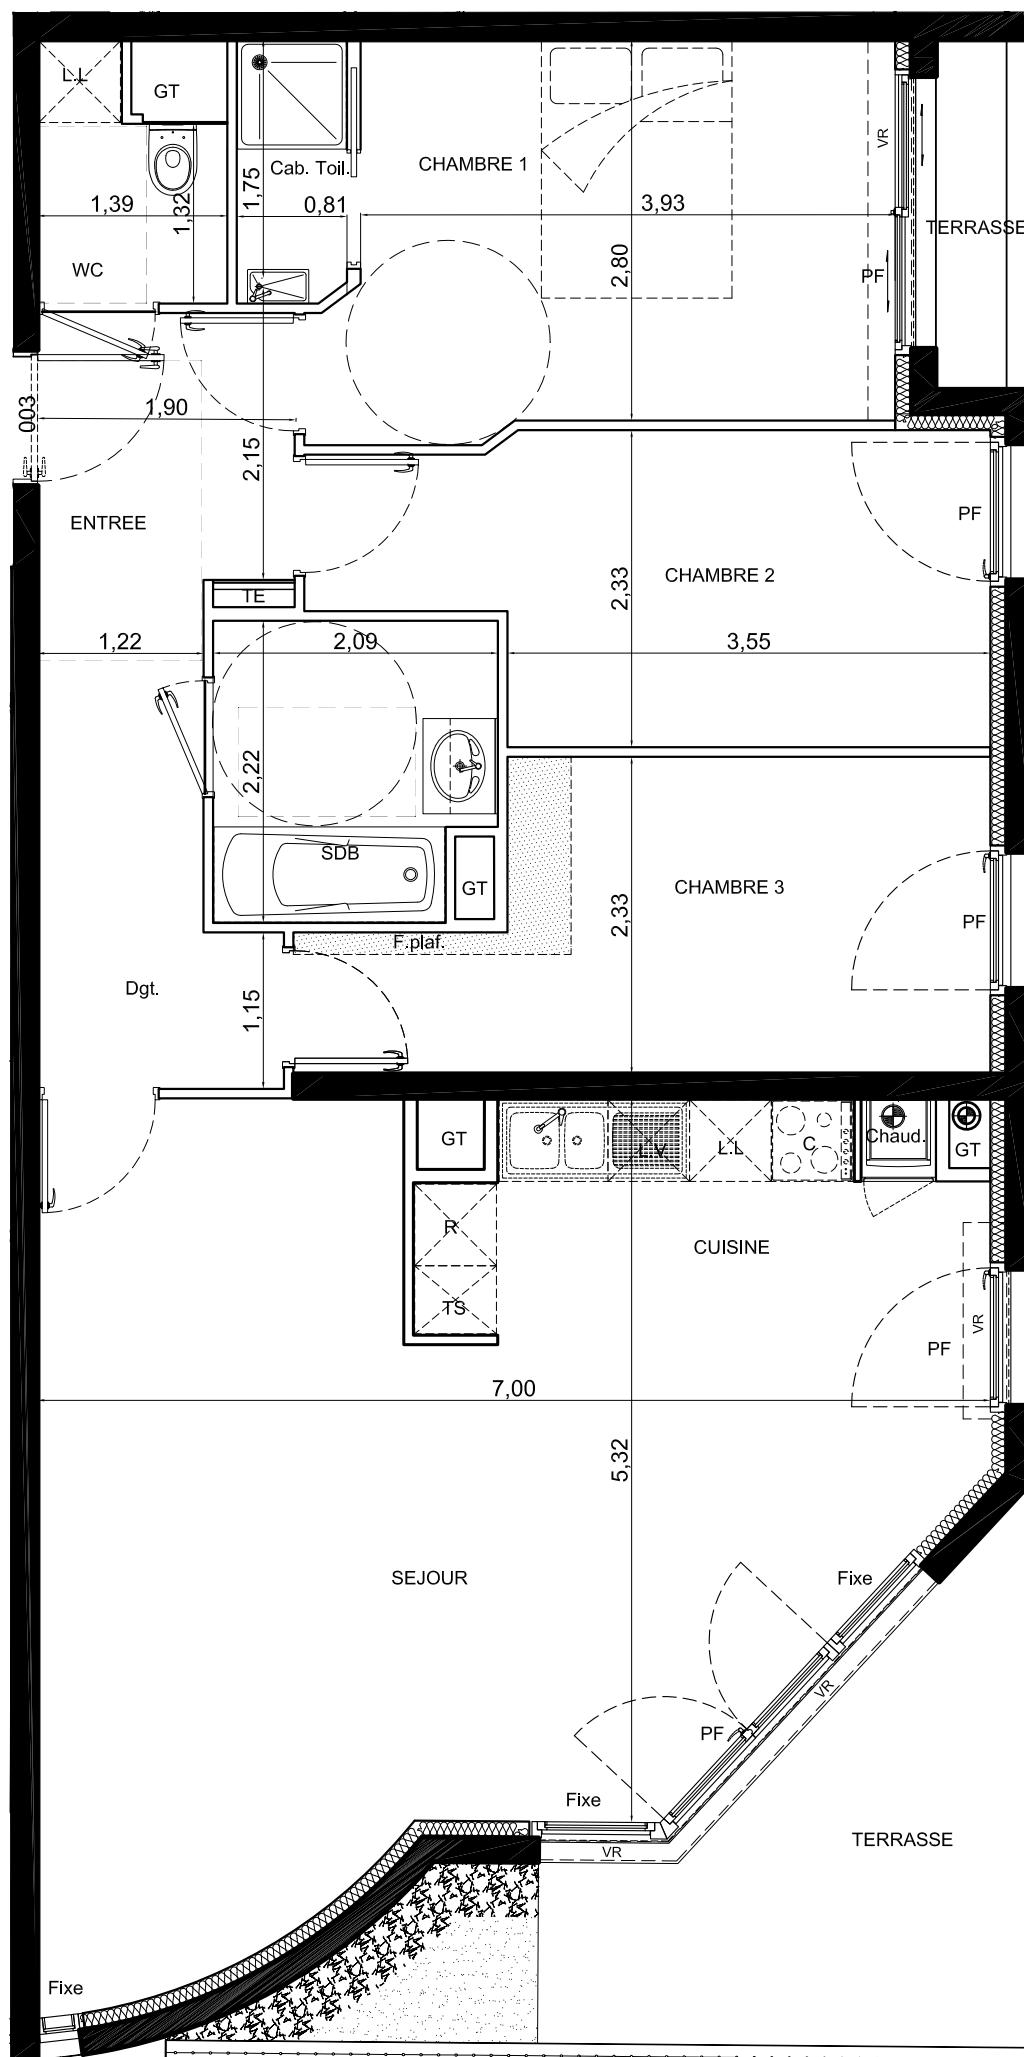 L.L
GT
Cab. Toil.
CHAMBRE 1
VR
1,39
1,32
1,75
0,81
3,93
TERRASSE
WC
2,80
PF
003
1,90
2,15
ENTREE
PF
TE
CHAMBRE 2
2,33
1,22
2,09
3,55
2,22
SDB
GT
CHAMBRE 3
2,33
PF
F.plaf.
Dgt.
1,15
GT
L.V
L.L
C
Chaud.
GT
R
CUISINE
TS
VR
PF
7,00
5,32
SEJOUR
Fixe
VR
PF
Fixe
VR
TERRASSE
Fixe